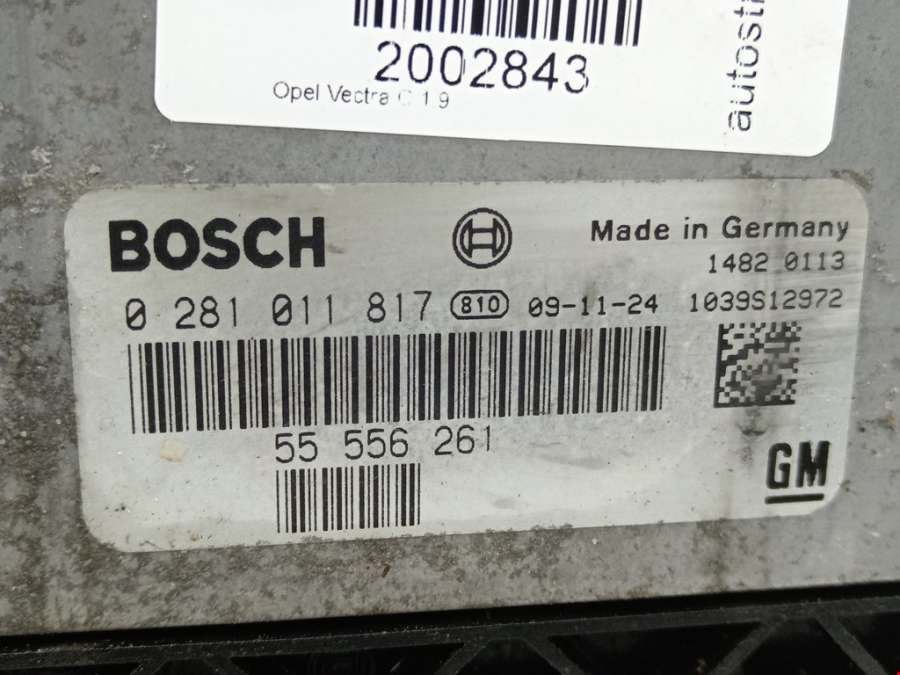 2002843
Opel Vectra C 1.9
BOSCH
Made in Germany
1482 0113
0 281 011 817 810 09-11-24 1039S12972
55 556 261
GM